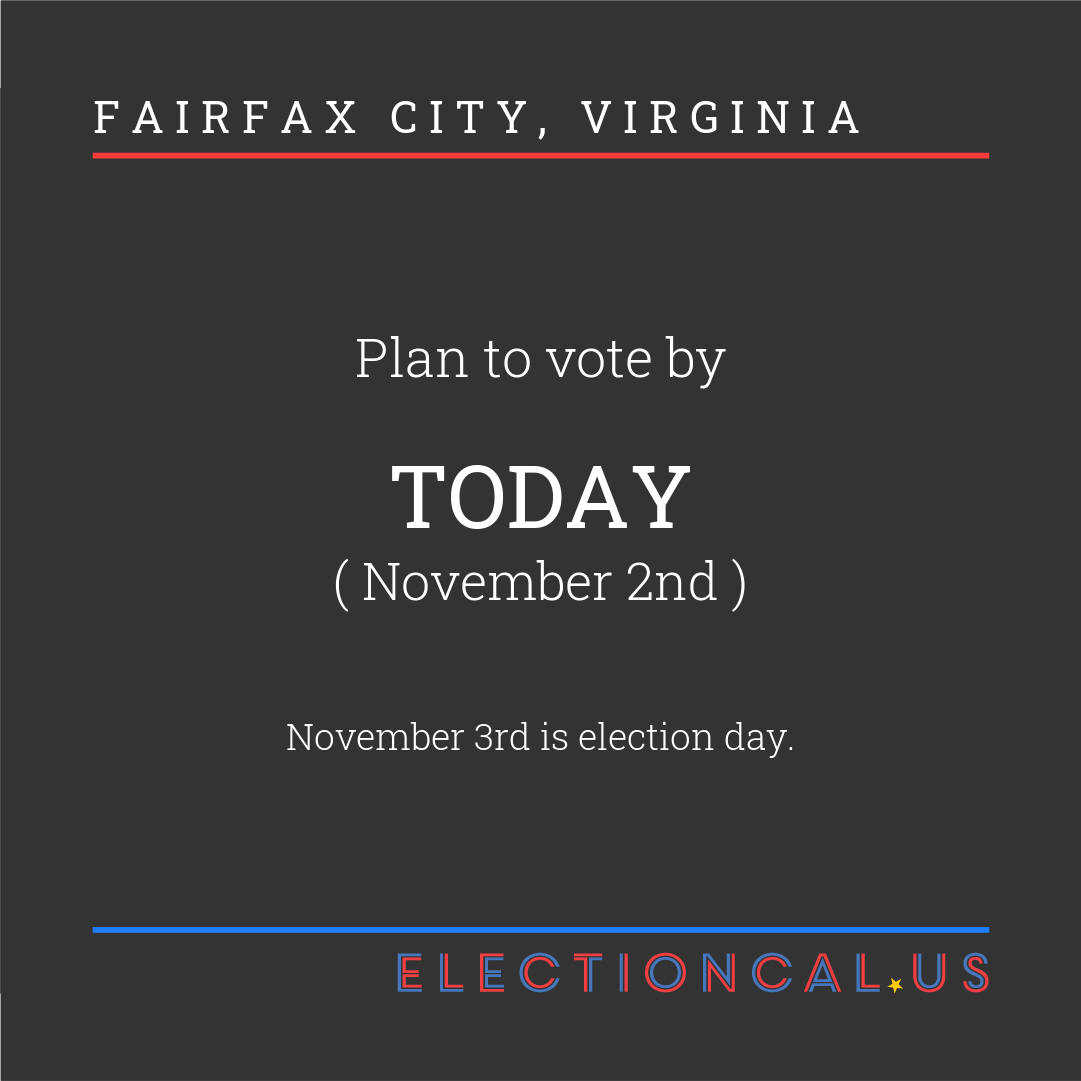 FAIRFAX CITY, VIRGINIA
Plan to vote by
TODAY
( November 2nd )
November 3rd is election day.
ELECTIONCAL.US